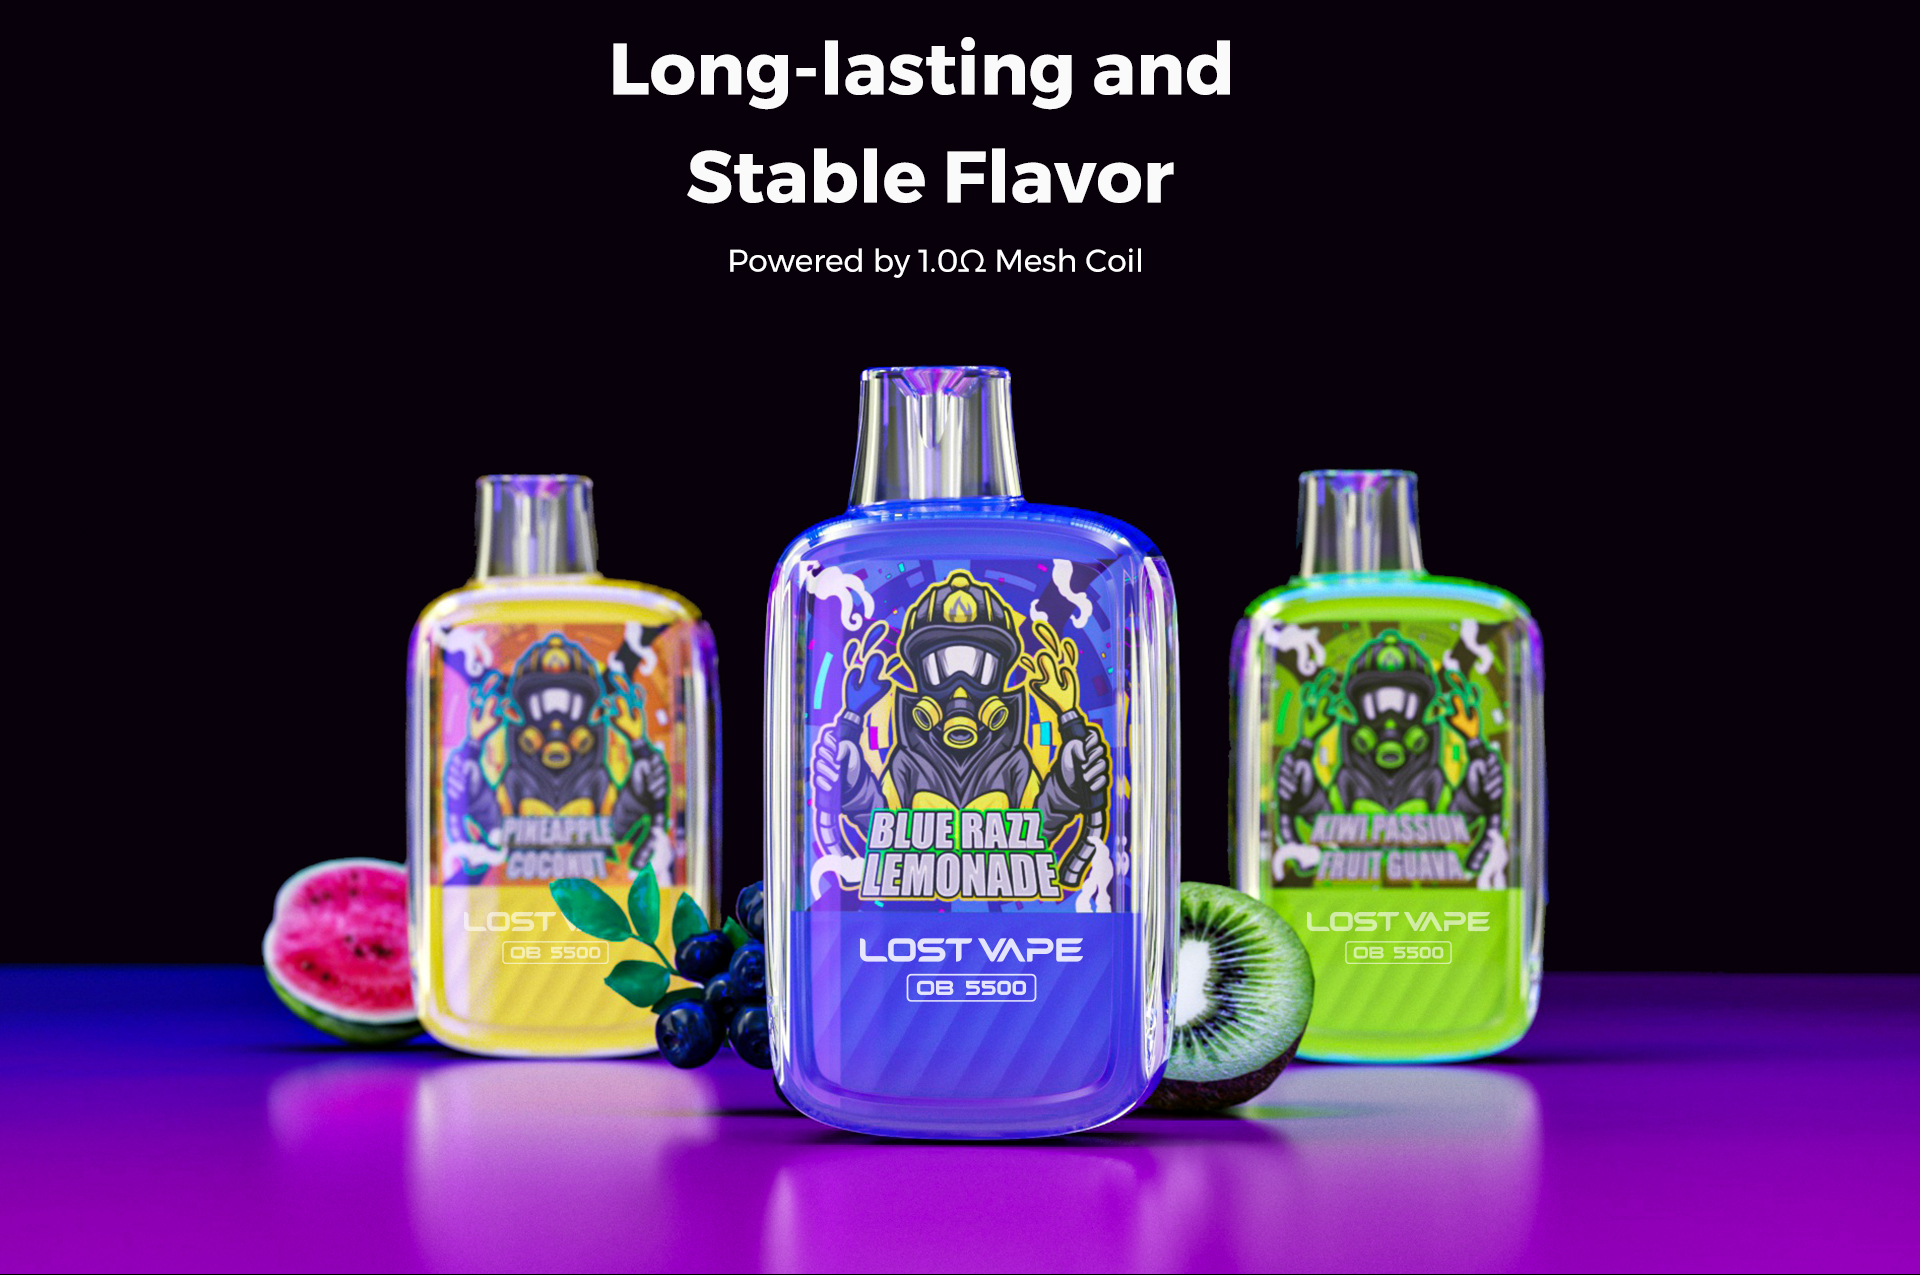 Long-lasting and
Stable Flavor
Powered by 1.0Ω Mesh Coil
PINEAPPLE
COCONUT
LOST
OB 5500
BLUE RAZZ
LEMONADE
LOST VAPE
OB 5500
KIWI PASSION
FRUIT GUAVA
LOST VAPE
OB 5500